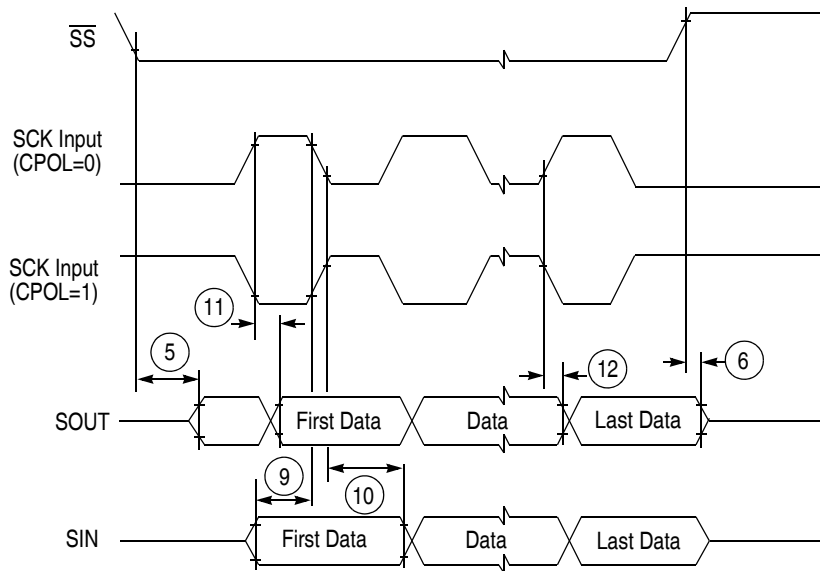 SS
SCK Input
(CPOL=0)
SCK Input
(CPOL=1)
11
5
12
6
SOUT
First Data
Data
Last Data
9
10
SIN
First Data
Data
Last Data